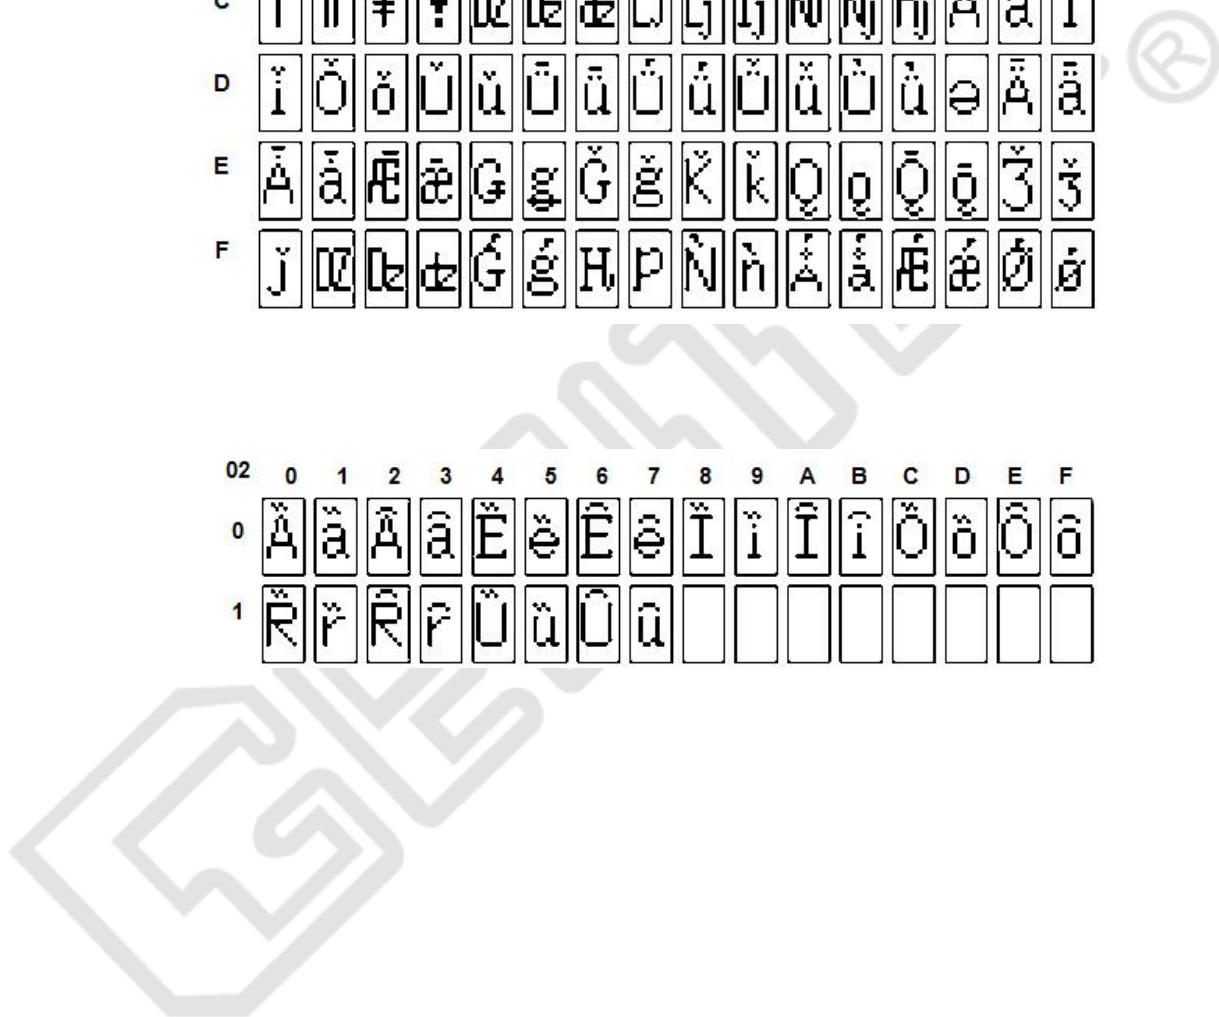 C ǀ ǁ ǂ ǃ Ǆ ǅ ǆ Ǉ ǈ ǉ Ǌ ǋ ǌ Ǎ ǎ Ǐ
D ǐ Ǒ ǒ Ǔ ǔ Ǖ ǖ Ǘ ǘ Ǚ ǚ Ǜ ǜ ǝ Ǟ ǟ
E Ǡ ǡ Ǣ ǣ Ǥ ǥ Ǧ ǧ Ǩ ǩ Ǫ ǫ Ǭ ǭ Ǯ ǯ
F ǰ DZ Dz dz Ǵ ǵ Ƕ Ƿ Ǹ ǹ Ǻ ǻ Ǽ ǽ Ǿ ǿ
02 0 1 2 3 4 5 6 7 8 9 A B C D E F
0 Ȁ ȁ Ȃ ȃ Ȅ ȅ Ȇ ȇ Ȉ ȉ Ȋ ȋ Ȍ ȍ Ȏ ȏ
1 Ȑ ȑ Ȓ ȓ Ȕ ȕ Ȗ ȗ
®